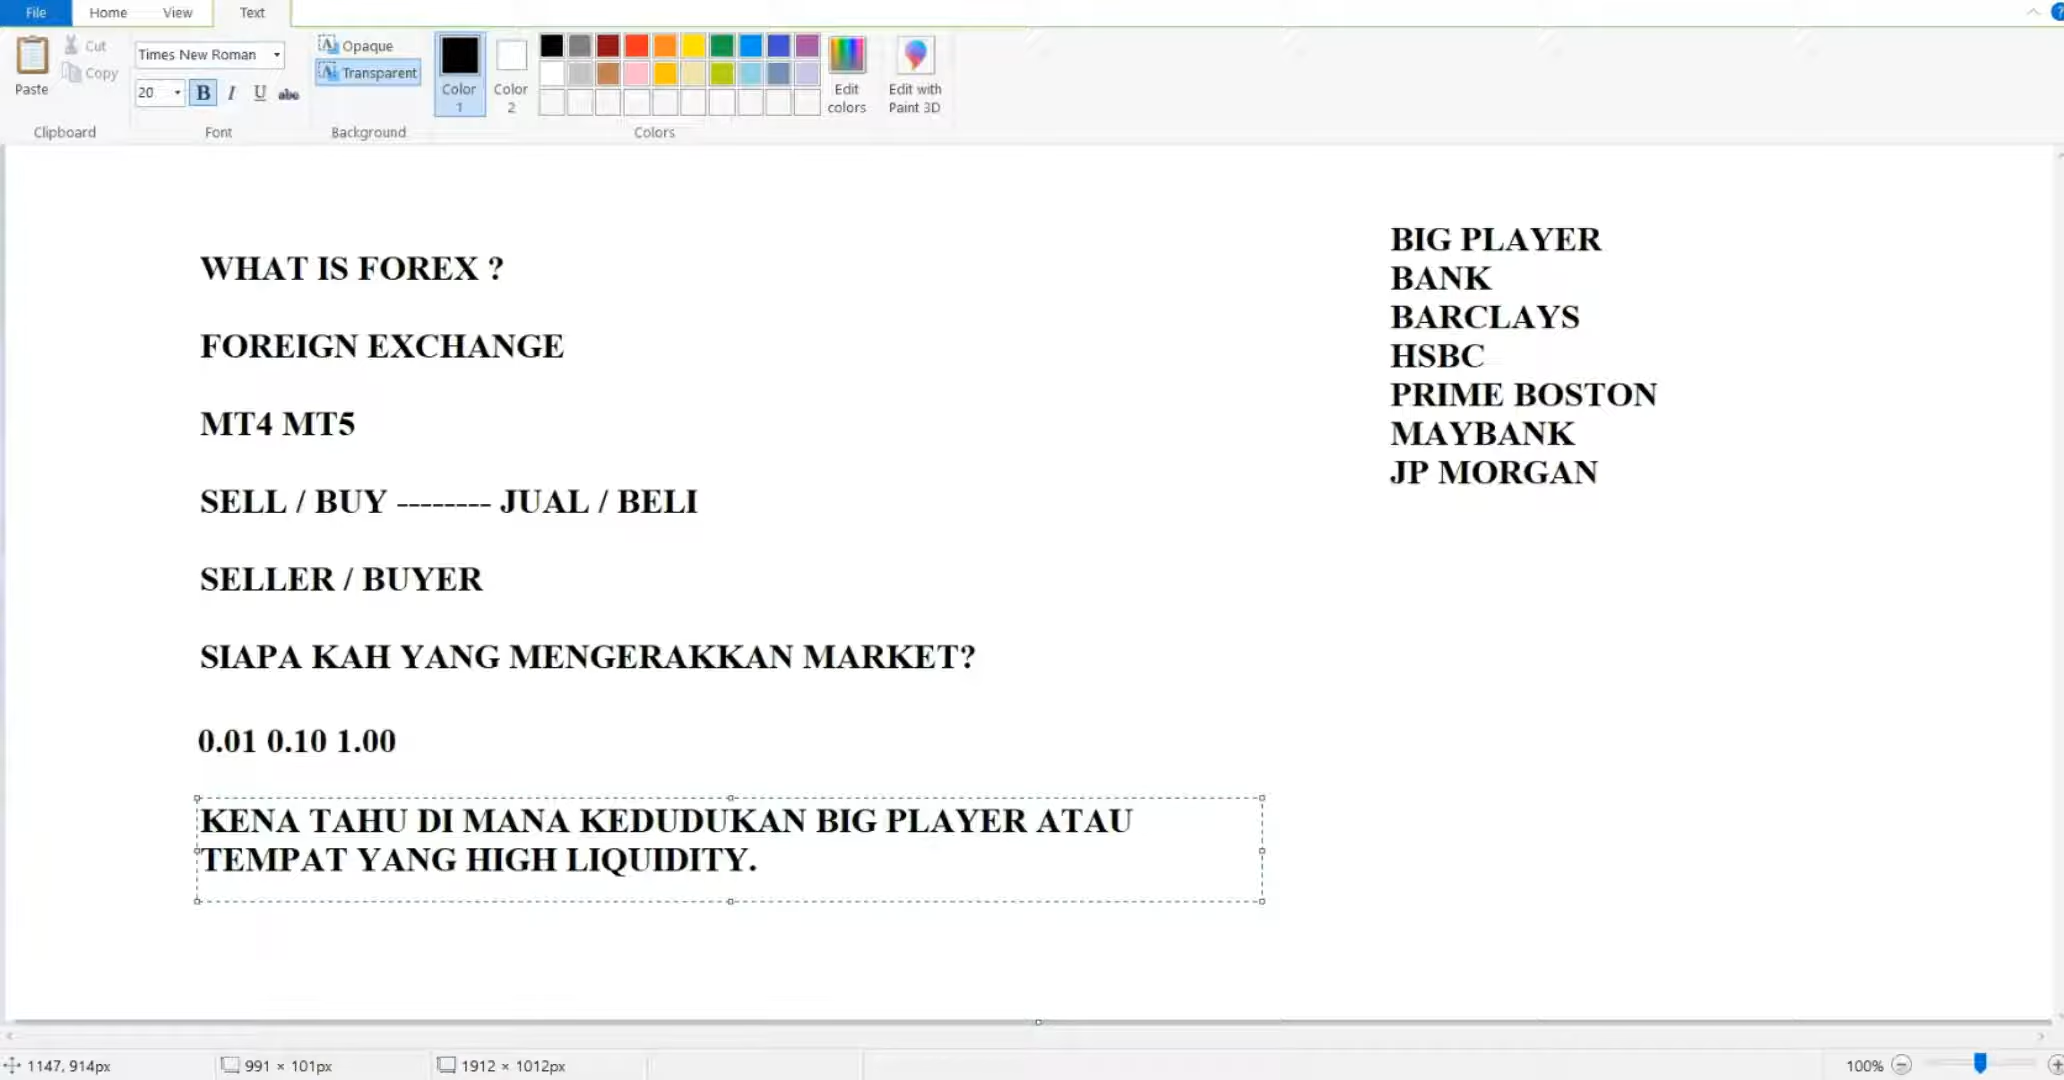 File Home View Text
Paste
Cut
Copy
Clipboard
Times New Roman
20 B I U abc
Font
Opaque
Transparent
Background
Color 1
Color 2
Colors
Edit colors
Edit with Paint 3D
WHAT IS FOREX ?
FOREIGN EXCHANGE
MT4 MT5
SELL / BUY -------- JUAL / BELI
SELLER / BUYER
SIAPA KAH YANG MENGERAKKAN MARKET?
0.01 0.10 1.00
KENA TAHU DI MANA KEDUDUKAN BIG PLAYER ATAU
TEMPAT YANG HIGH LIQUIDITY.
BIG PLAYER
BANK
BARCLAYS
HSBC
PRIME BOSTON
MAYBANK
JP MORGAN
1147, 914px 991 × 101px 1912 × 1012px 100%